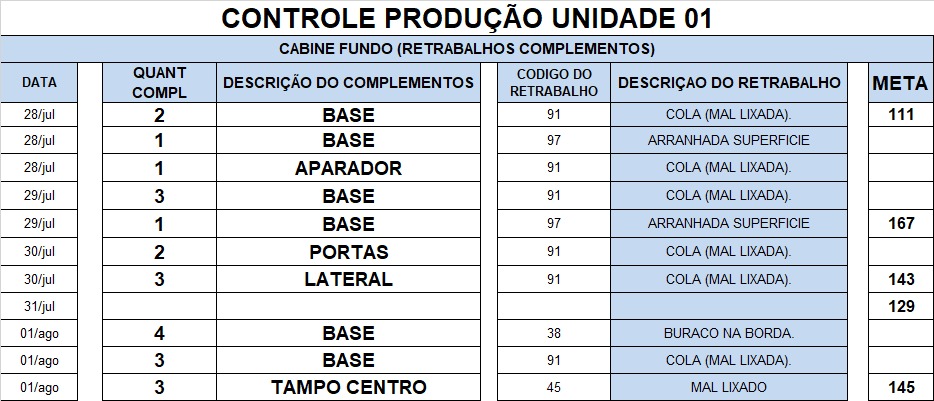 CONTROLE PRODUÇÃO UNIDADE 01
CABINE FUNDO (RETRABALHOS COMPLEMENTOS)
DATA QUANT COMPL DESCRIÇÃO DO COMPLEMENTOS CODIGO DO RETRABALHO DESCRIÇAO DO RETRABALHO META
28/jul 2 BASE 91 COLA (MAL LIXADA). 111
28/jul 1 BASE 97 ARRANHADA SUPERFICIE
28/jul 1 APARADOR 91 COLA (MAL LIXADA).
29/jul 3 BASE 91 COLA (MAL LIXADA).
29/jul 1 BASE 97 ARRANHADA SUPERFICIE 167
30/jul 2 PORTAS 91 COLA (MAL LIXADA).
30/jul 3 LATERAL 91 COLA (MAL LIXADA). 143
31/jul 129
01/ago 4 BASE 38 BURACO NA BORDA.
01/ago 3 BASE 91 COLA (MAL LIXADA).
01/ago 3 TAMPO CENTRO 45 MAL LIXADO 145